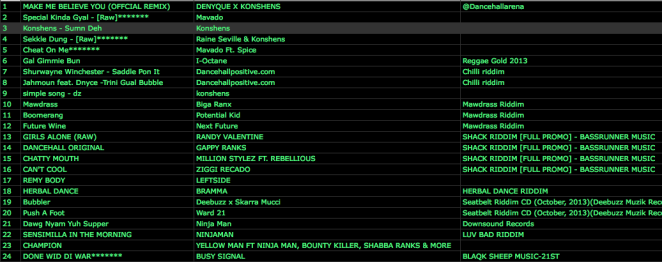 1 MAKE ME BELIEVE YOU (OFFCIAL REMIX) DENYQUE X KONSHENS @Dancehallarena
2 Special Kinda Gyal - [Raw]******* Mavado
3 Konshens - Sumn Deh Konshens
4 Sekkle Dung - [Raw]******* Raine Seville & Konshens
5 Cheat On Me******* Mavado Ft. Spice
6 Gal Gimmie Bun I-Octane Reggae Gold 2013
7 Shurwayne Winchester - Saddle Pon It Dancehallpositive.com Chilli riddim
8 Jahmoun feat. Dnyce -Trini Gual Bubble Dancehallpositive.com Chilli riddim
9 simple song - dz konshens
10 Mawdrass Biga Ranx Mawdrass Riddim
11 Boomerang Potential Kid Mawdrass Riddim
12 Future Wine Next Future Mawdrass Riddim
13 GIRLS ALONE (RAW) RANDY VALENTINE SHACK RIDDIM [FULL PROMO] - BASSRUNNER MUSIC
14 DANCEHALL ORIGINAL GAPPY RANKS SHACK RIDDIM [FULL PROMO] - BASSRUNNER MUSIC
15 CHATTY MOUTH MILLION STYLEZ FT. REBELLIOUS SHACK RIDDIM [FULL PROMO] - BASSRUNNER MUSIC
16 CAN'T COOL ZIGGI RECADO SHACK RIDDIM [FULL PROMO] - BASSRUNNER MUSIC
17 REMY BODY LEFTSIDE
18 HERBAL DANCE BRAMMA HERBAL DANCE RIDDIM
19 Bubbler Deebuzz x Skarra Mucci Seatbelt Riddim CD (October, 2013)(Deebuzz Muzik Reco
20 Push A Foot Ward 21 Seatbelt Riddim CD (October, 2013)(Deebuzz Muzik Reco
21 Dawg Nyam Yuh Supper Ninja Man Downsound Records
22 SENSIMILLA IN THE MORNING NINJAMAN LUV BAD RIDDIM
23 CHAMPION YELLOW MAN FT NINJA MAN, BOUNTY KILLER, SHABBA RANKS & MORE
24 DONE WID DI WAR******* BUSY SIGNAL BLAQK SHEEP MUSIC-21ST